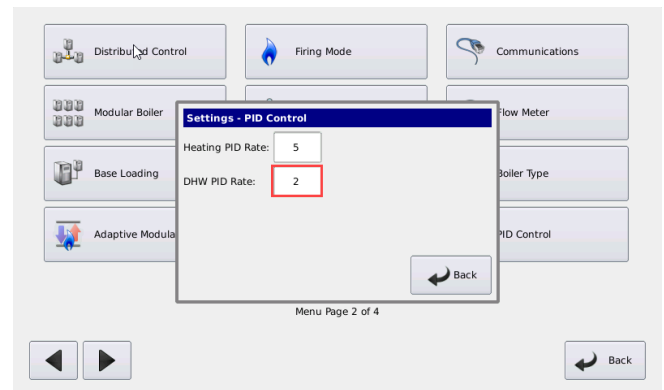 Distributed Control
Firing Mode
Communications
Modular Boiler
Flow Meter
Settings - PID Control
Heating PID Rate: 5
Base Loading
Boiler Type
DHW PID Rate: 2
Adaptive Modula
PID Control
Back
Menu Page 2 of 4
Back